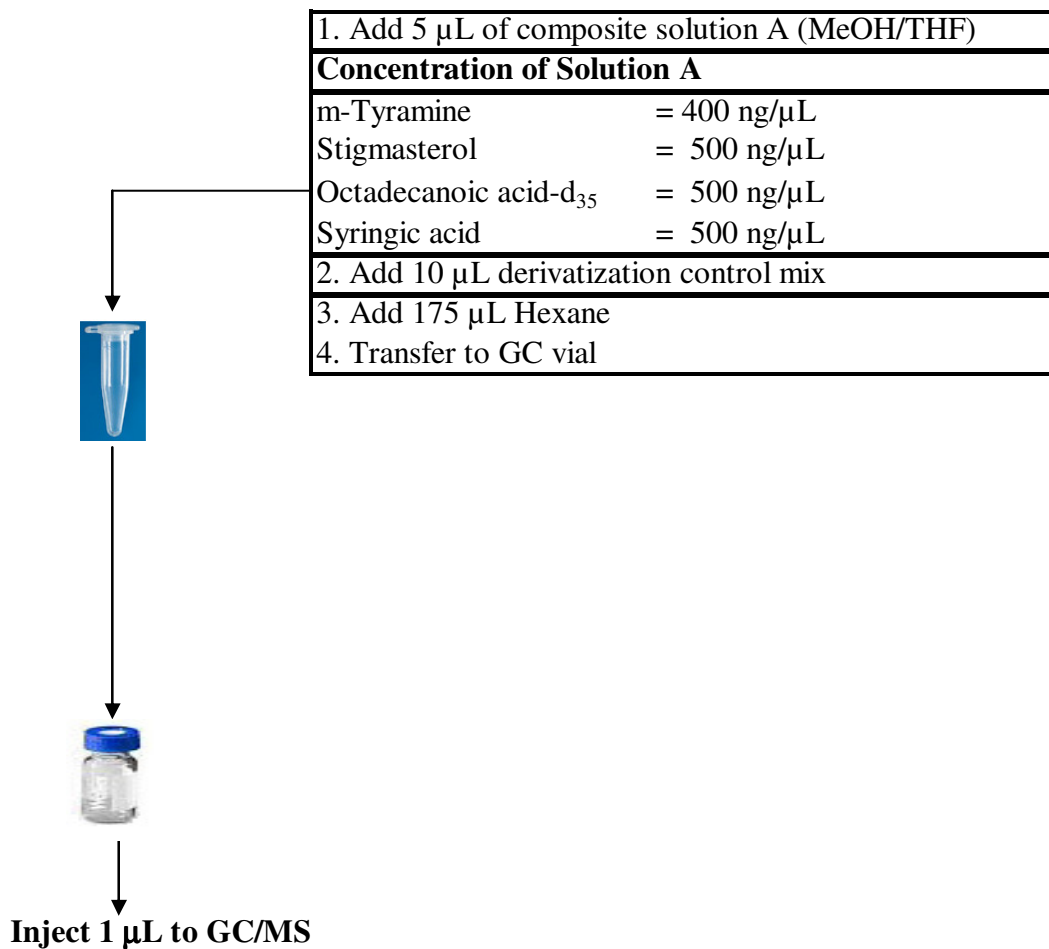 1. Add 5 µL of composite solution A (MeOH/THF)
Concentration of Solution A
m-Tyramine = 400 ng/µL
Stigmasterol = 500 ng/µL
Octadecanoic acid-d35 = 500 ng/µL
Syringic acid = 500 ng/µL
2. Add 10 µL derivatization control mix
3. Add 175 µL Hexane
4. Transfer to GC vial
Inject 1 µL to GC/MS